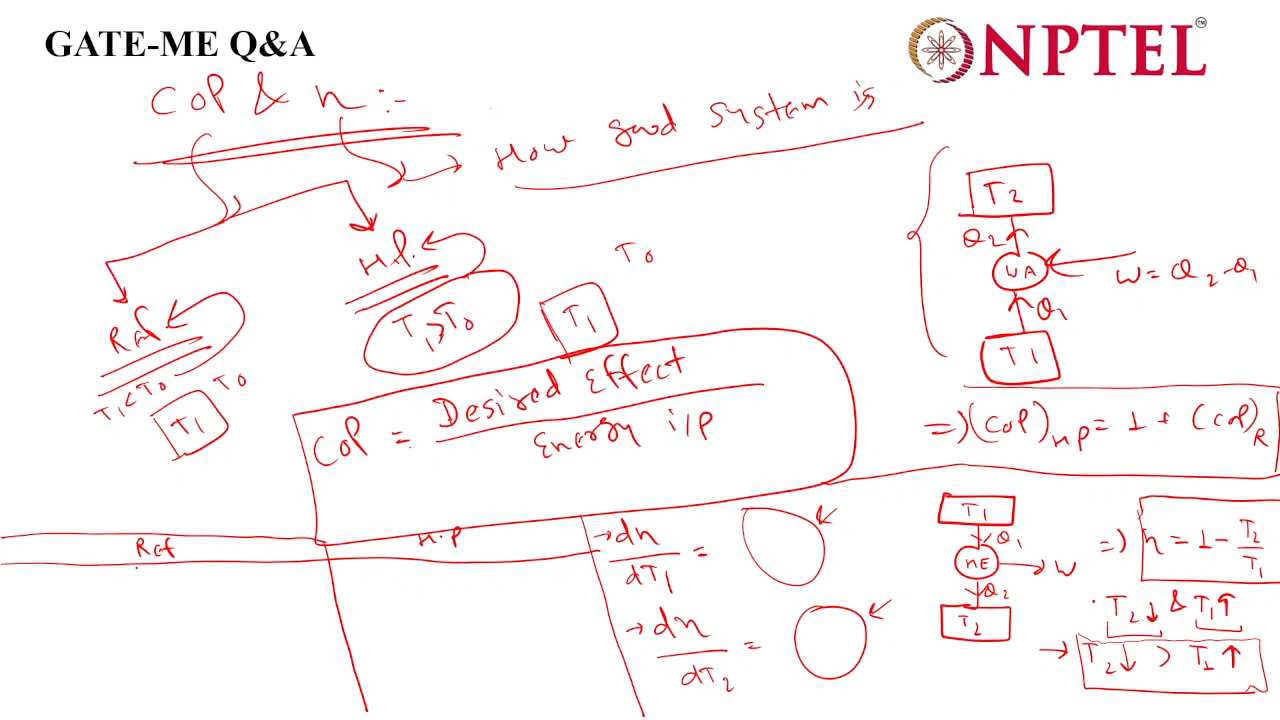 GATE-ME Q&A
NPTEL
TM
COP & η :-
How good system is
H.P.
T₁>T₀
T₀
T₁
Ref
T₁<T₀
T₀
T₁
COP = Desired Effect / Energy i/p
T₂
Q₂
W = Q₂-Q₁
Q₁
T₁
=) (COP)HP = 1 + (COP)R
Ref
H.P
→ dη/dT₁ =
→ dη/dT₂ =
T₁
Q₁
HE
W
Q₂
T₂
=) η = 1 - T₂/T₁
T₂↓ & T₁↑
→ T₂↓ > T₁↑